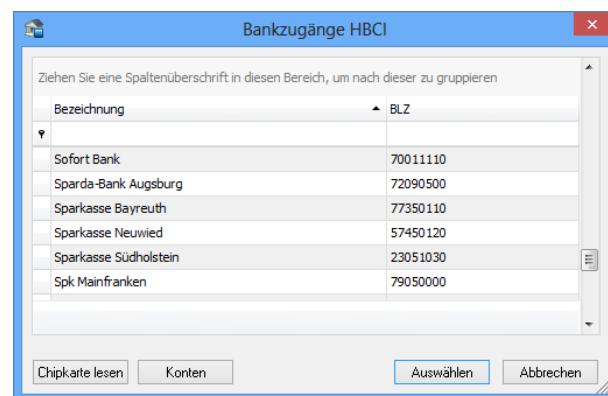 Bankzugänge HBCI
Ziehen Sie eine Spaltenüberschrift in diesen Bereich, um nach dieser zu gruppieren
Bezeichnung BLZ
Sofort Bank 70011110
Sparda-Bank Augsburg 72090500
Sparkasse Bayreuth 77350110
Sparkasse Neuwied 57450120
Sparkasse Südholstein 23051030
Spk Mainfranken 79050000
Chipkarte lesen Konten Auswählen Abbrechen